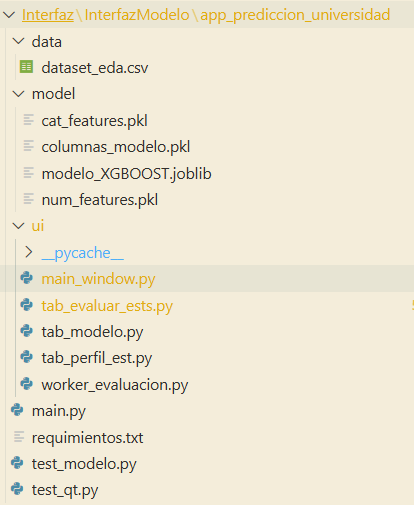 Interfaz\InterfazModelo\app_prediccion_universidad
data
dataset_eda.csv
model
cat_features.pkl
columnas_modelo.pkl
modelo_XGBOOST.joblib
num_features.pkl
ui
__pycache__
main_window.py
tab_evaluar_ests.py
tab_modelo.py
tab_perfil_est.py
worker_evaluacion.py
main.py
requimientos.txt
test_modelo.py
test_qt.py